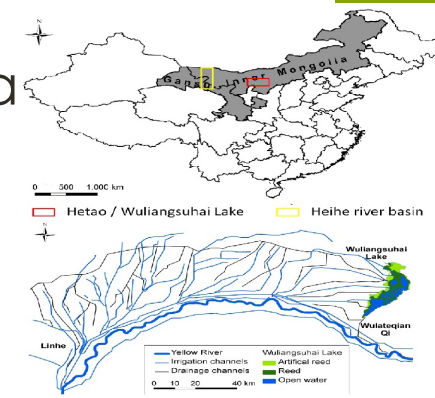 a
Gansu Inner Mongolia
0 500 1.000 km
Hetao / Wuliangsuhai Lake Heihe river basin
Wuliangsuhai
Lake
Wulateqian
Qi
Linhe
Yellow River
Irrigation channels
Drainage channels
0 10 20 40 km
Wuliangsuhai Lake
Artifical reed
Reed
Open water